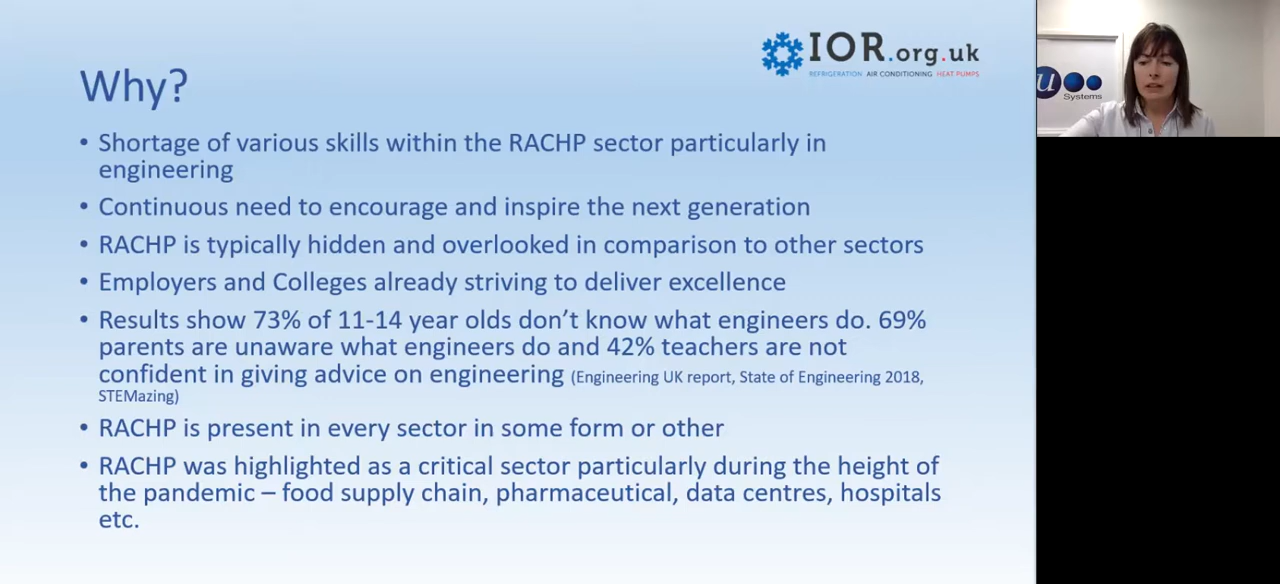 IOR.org.uk
REFRIGERATION AIR CONDITIONING HEAT PUMPS
Why?
• Shortage of various skills within the RACHP sector particularly in
engineering
• Continuous need to encourage and inspire the next generation
• RACHP is typically hidden and overlooked in comparison to other sectors
• Employers and Colleges already striving to deliver excellence
• Results show 73% of 11-14 year olds don't know what engineers do. 69%
parents are unaware what engineers do and 42% teachers are not
confident in giving advice on engineering (Engineering UK report, State of Engineering 2018,
STEMazing)
• RACHP is present in every sector in some form or other
• RACHP was highlighted as a critical sector particularly during the height of
the pandemic – food supply chain, pharmaceutical, data centres, hospitals
etc.
u
Systems